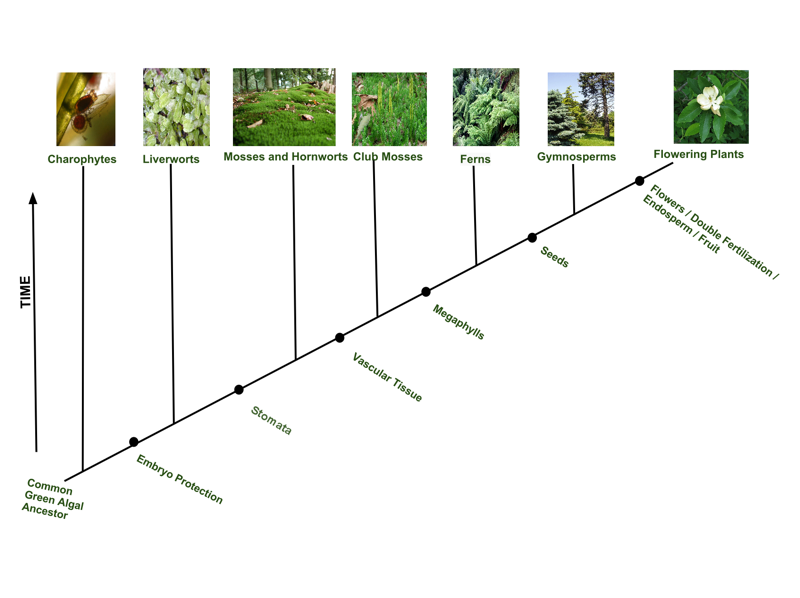 Charophytes
Liverworts
Mosses and Hornworts
Club Mosses
Ferns
Gymnosperms
Flowering Plants
TIME
Flowers / Double Fertilization /
Endosperm / Fruit
Seeds
Megaphylls
Vascular Tissue
Stomata
Embryo Protection
Common
Green Algal
Ancestor